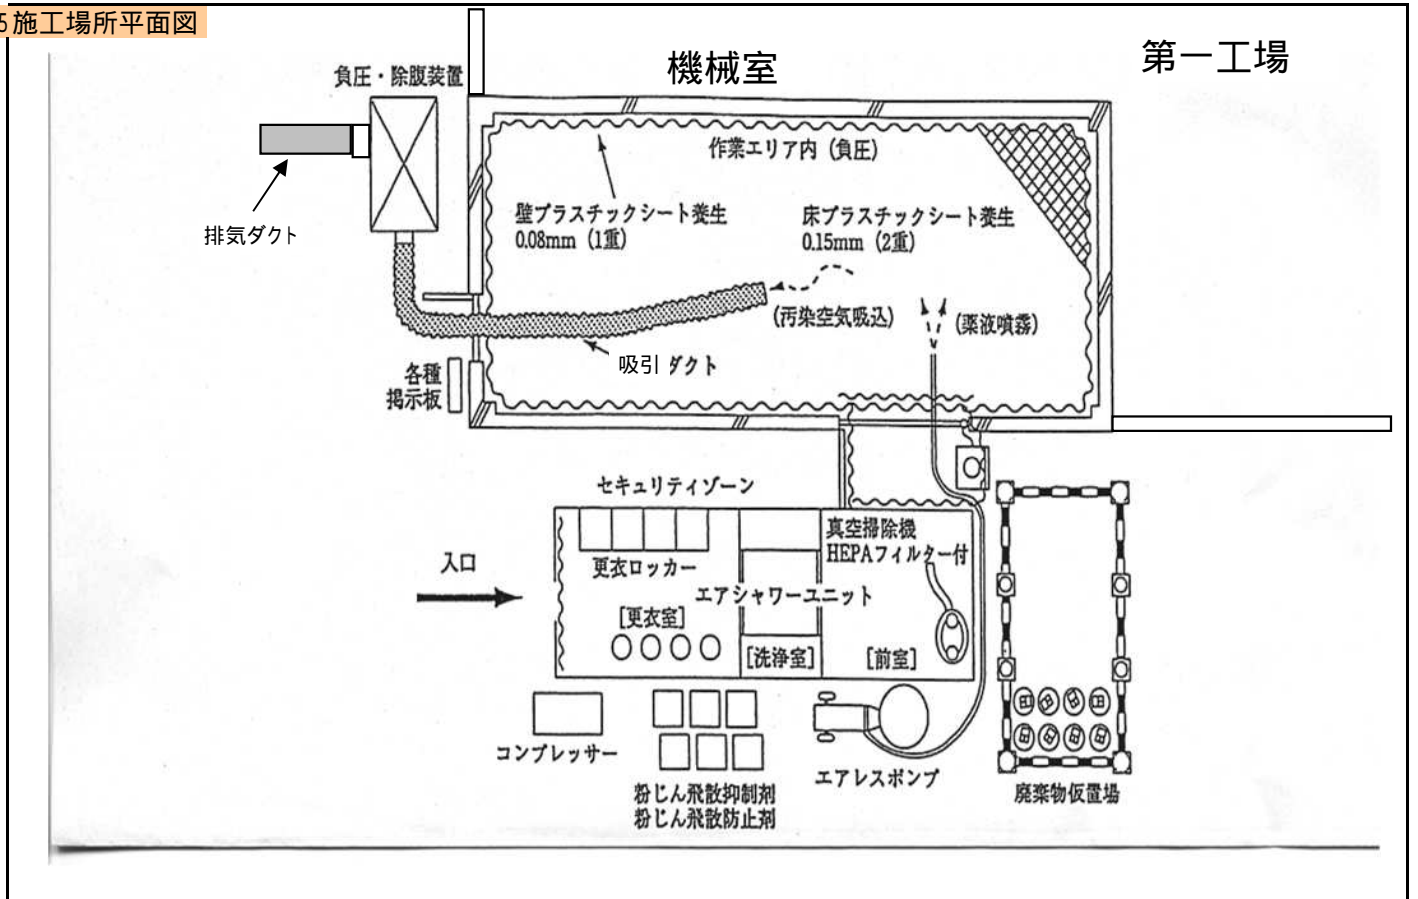 5施工場所平面図
機械室
第一工場
負圧・除腹装置
作業エリア内(負圧)
排気ダクト
壁プラスチックシート養生
0.08mm(1重)
床プラスチックシート養生
0.15mm(2重)
(汚染空気吸込)
(薬液噴霧)
吸引ダクト
各種
掲示板
セキュリティゾーン
入口
更衣ロッカー
真空掃除機
HEPAフィルター付
エアシャワーユニット
[更衣室]
[洗浄室]
[前室]
コンプレッサー
粉じん飛散抑制剤
粉じん飛散防止剤
エアレスポンプ
廃棄物仮置場